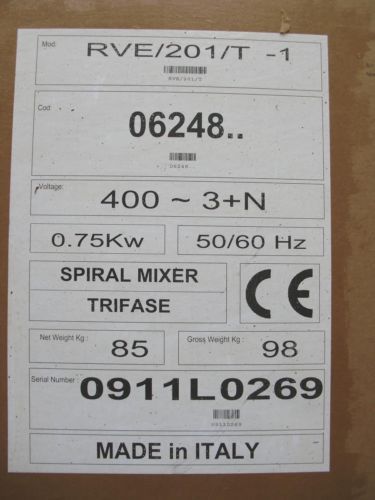 Mod: RVE/201/T -1
RVE/201/T
Cod 06248..
06248..
Voltage: 400 ~ 3+N
0.75Kw 50/60 Hz
SPIRAL MIXER
TRIFASE
CE
Net Weight Kg : 85 Gross Weight Kg : 98
Serial Number : 0911L0269
0911L0269
MADE in ITALY